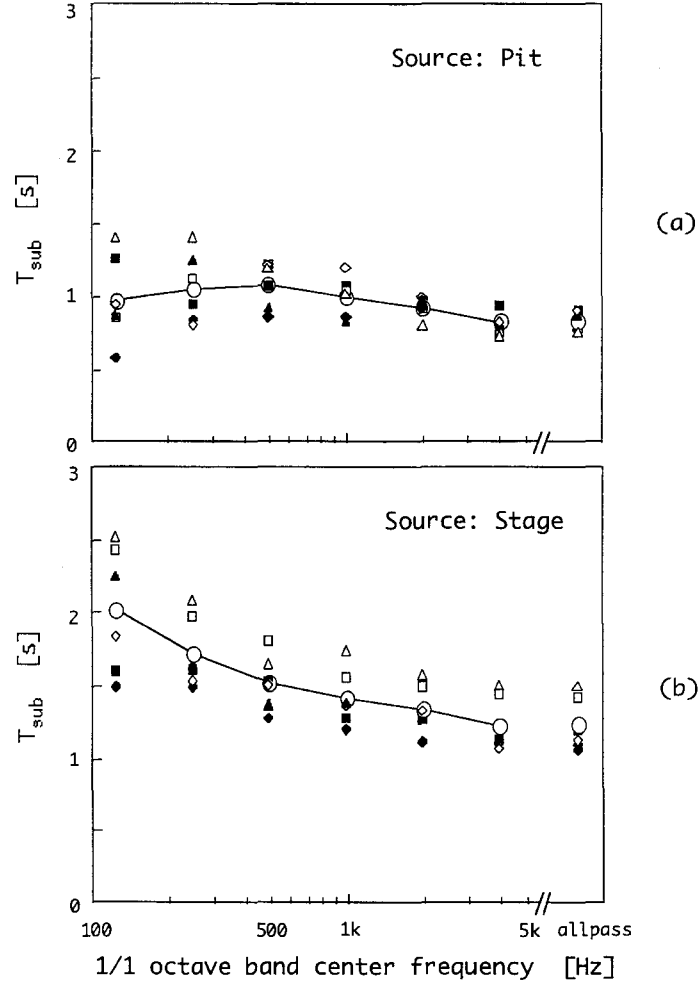 3
Source: Pit
2
T_sub [s]
(a)
1
0
3
Source: Stage
2
T_sub [s]
(b)
1
0
100 500 1k 5k allpass
1/1 octave band center frequency [Hz]